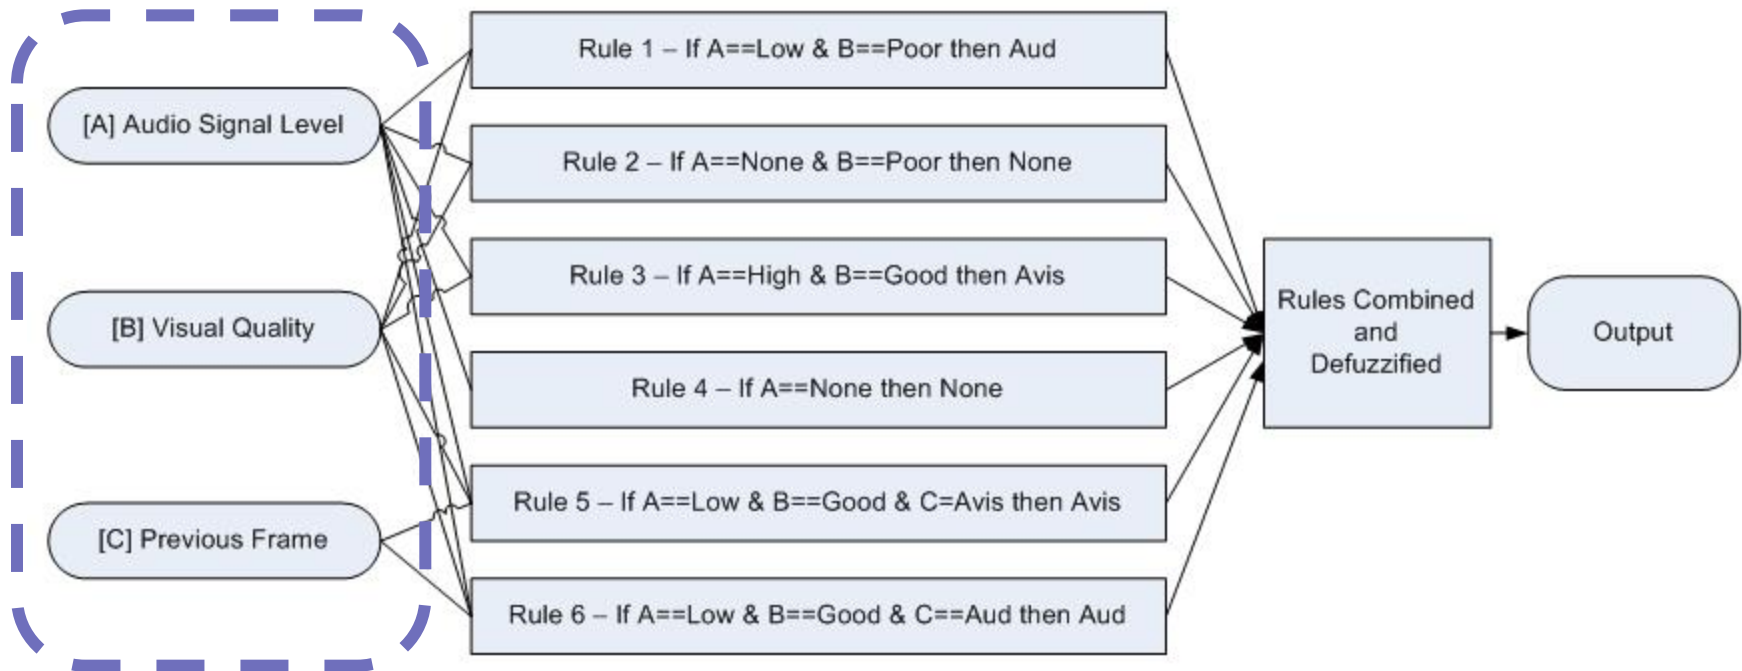 [A] Audio Signal Level
[B] Visual Quality
[C] Previous Frame
Rule 1 – If A==Low & B==Poor then Aud
Rule 2 – If A==None & B==Poor then None
Rule 3 – If A==High & B==Good then Avis
Rule 4 – If A==None then None
Rule 5 – If A==Low & B==Good & C=Avis then Avis
Rule 6 – If A==Low & B==Good & C==Aud then Aud
Rules Combined
and
Defuzzified
Output